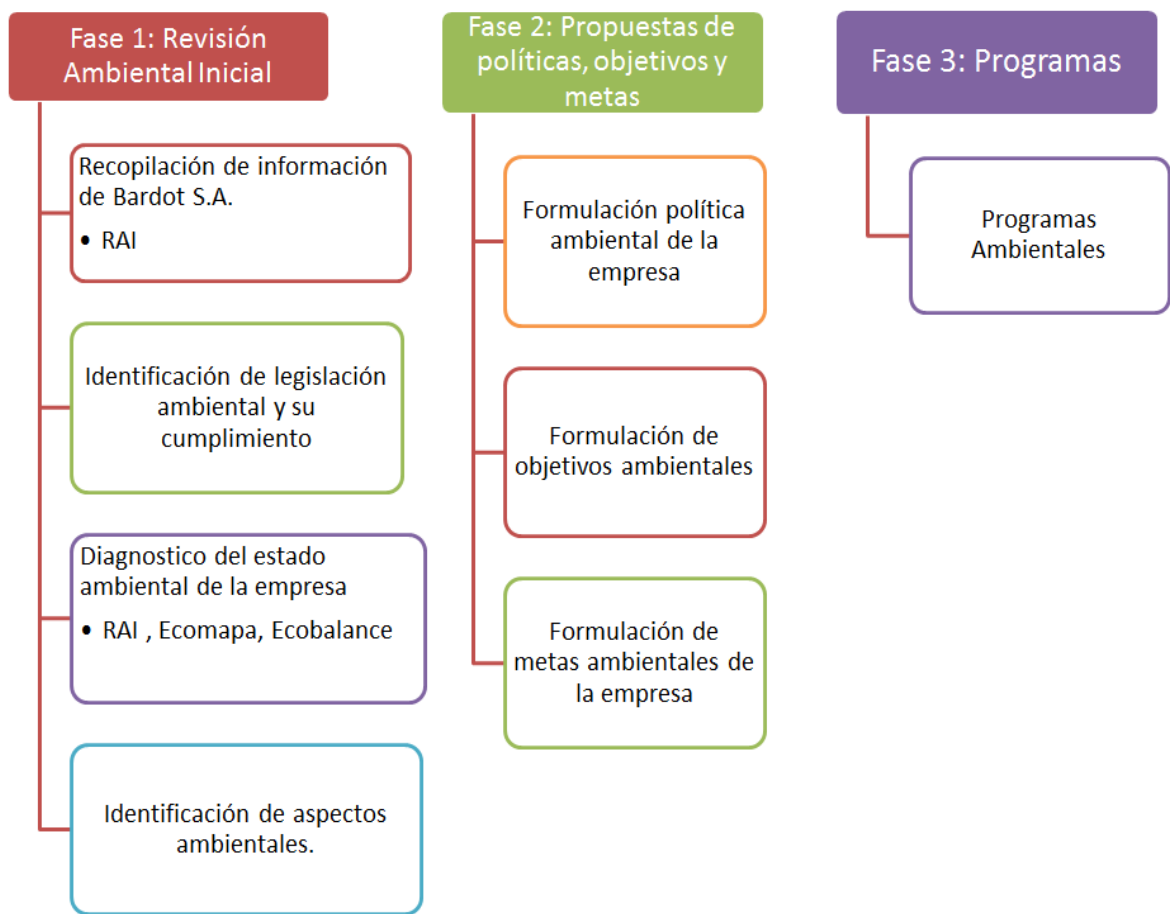 Fase 1: Revisión
Ambiental Inicial
Recopilación de información
de Bardot S.A.
• RAI
Identificación de legislación
ambiental y su
cumplimiento
Diagnostico del estado
ambiental de la empresa
• RAI , Ecomapa, Ecobalance
Identificación de aspectos
ambientales.
Fase 2: Propuestas de
políticas, objetivos y
metas
Formulación política
ambiental de la
empresa
Formulación de
objetivos ambientales
Formulación de
metas ambientales de
la empresa
Fase 3: Programas
Programas
Ambientales